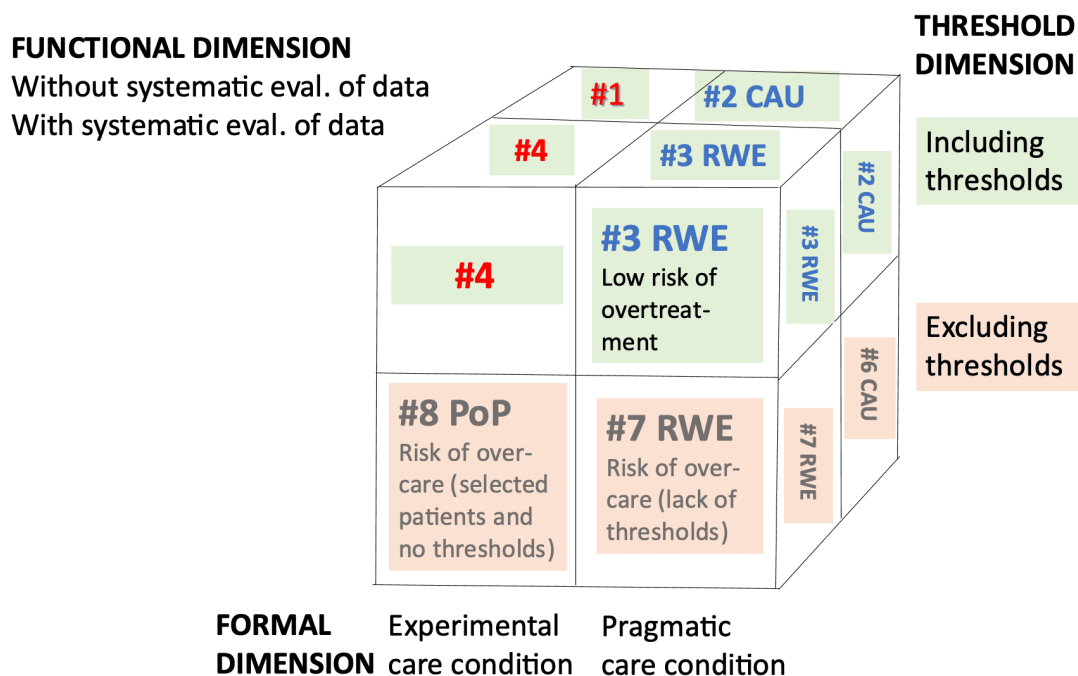 FUNCTIONAL DIMENSION
Without systematic eval. of data
With systematic eval. of data
THRESHOLD
DIMENSION
#1
#2 CAU
#4
#3 RWE
Including
thresholds
#2 CAU
#3 RWE
#4
#3 RWE
Low risk of
overtreat-
ment
Excluding
thresholds
#6 CAU
#7 RWE
#8 PoP
Risk of over-
care (selected
patients and
no thresholds)
#7 RWE
Risk of over-
care (lack of
thresholds)
FORMAL
DIMENSION
Experimental
care condition
Pragmatic
care condition